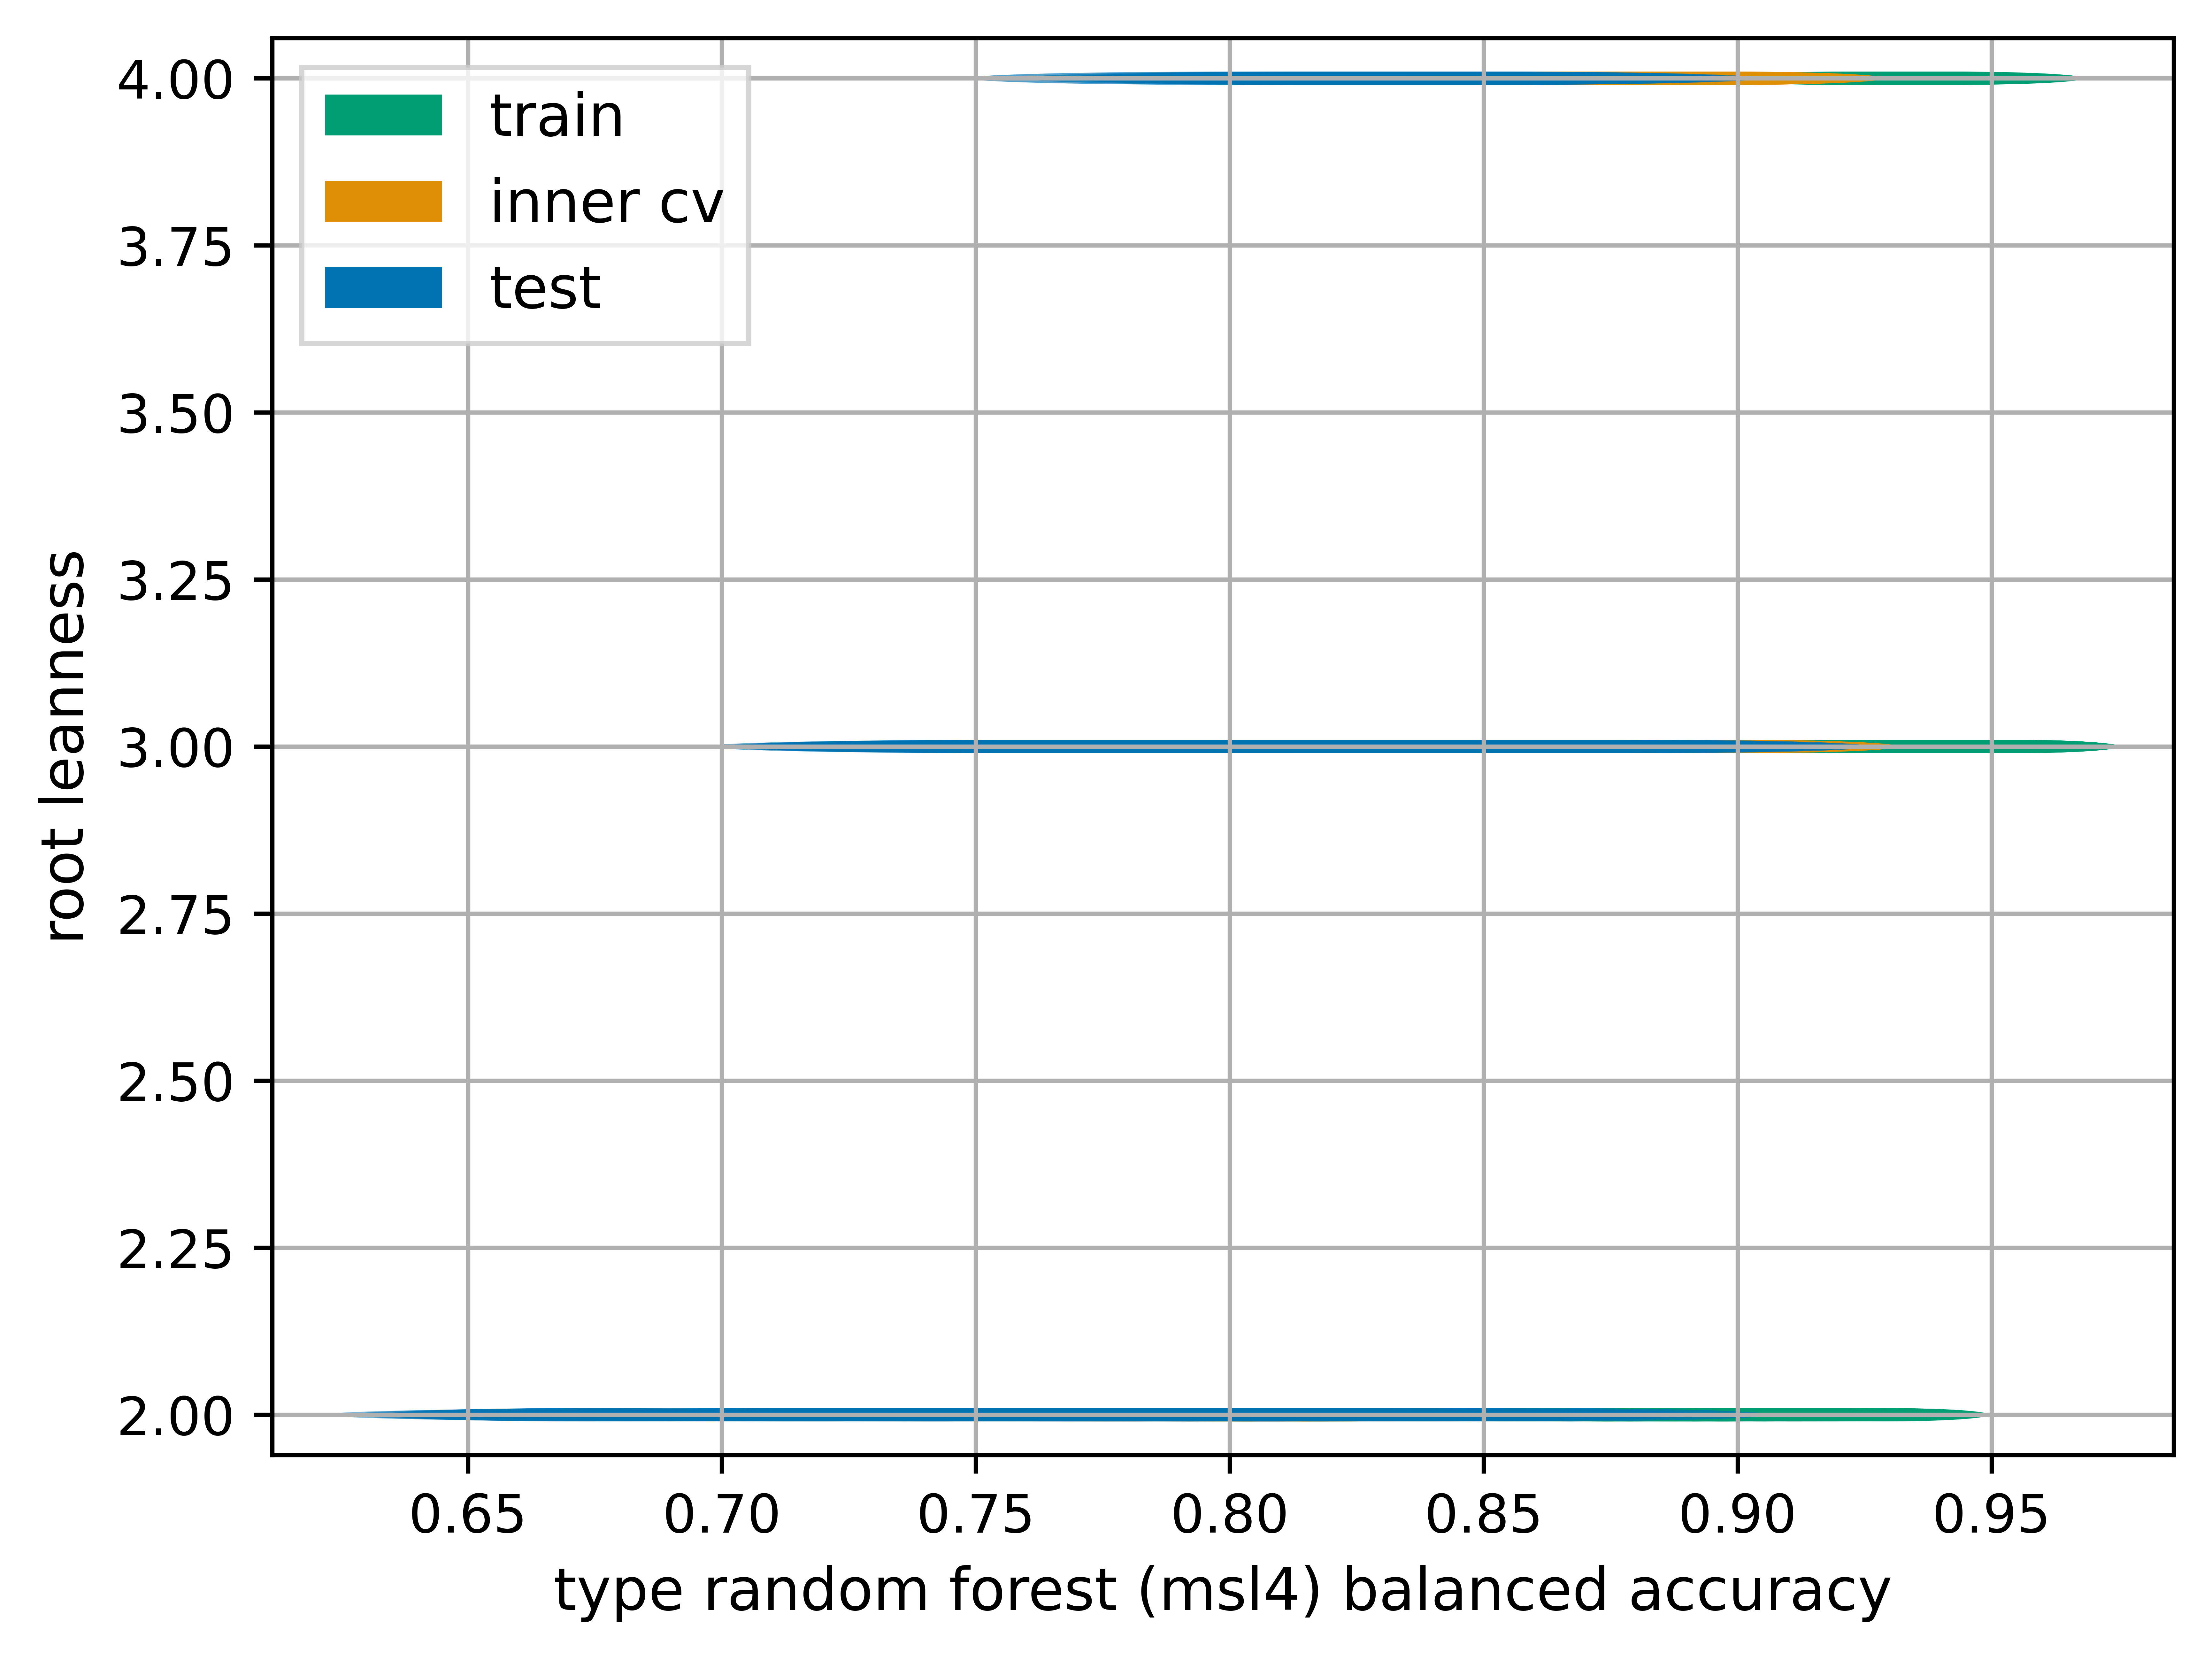 train
inner cv
test
4.00
3.75
3.50
3.25
3.00
2.75
2.50
2.25
2.00
root leanness
0.65 0.70 0.75 0.80 0.85 0.90 0.95
type random forest (msl4) balanced accuracy